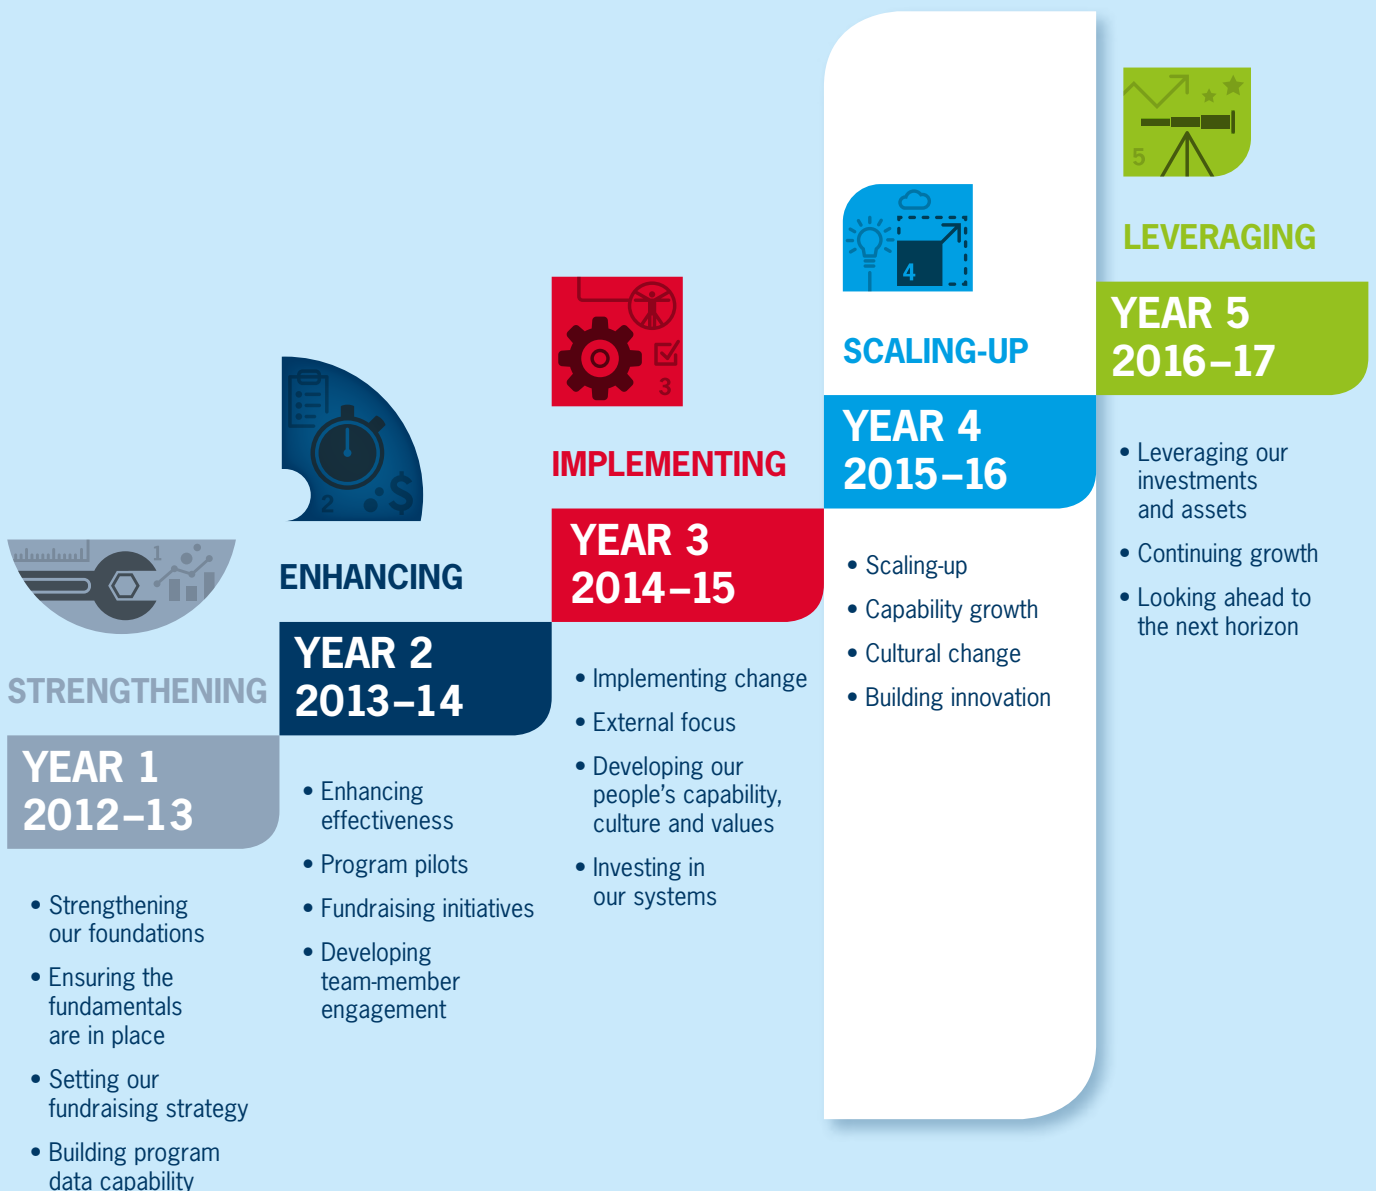 1
STRENGTHENING
YEAR 1
2012–13
• Strengthening
our foundations
• Ensuring the
fundamentals
are in place
• Setting our
fundraising strategy
• Building program
data capability
2
$
ENHANCING
YEAR 2
2013–14
• Enhancing
effectiveness
• Program pilots
• Fundraising initiatives
• Developing
team-member
engagement
3
IMPLEMENTING
YEAR 3
2014–15
• Implementing change
• External focus
• Developing our
people’s capability,
culture and values
• Investing in
our systems
4
SCALING-UP
YEAR 4
2015–16
• Scaling-up
• Capability growth
• Cultural change
• Building innovation
5
LEVERAGING
YEAR 5
2016–17
• Leveraging our
investments
and assets
• Continuing growth
• Looking ahead to
the next horizon